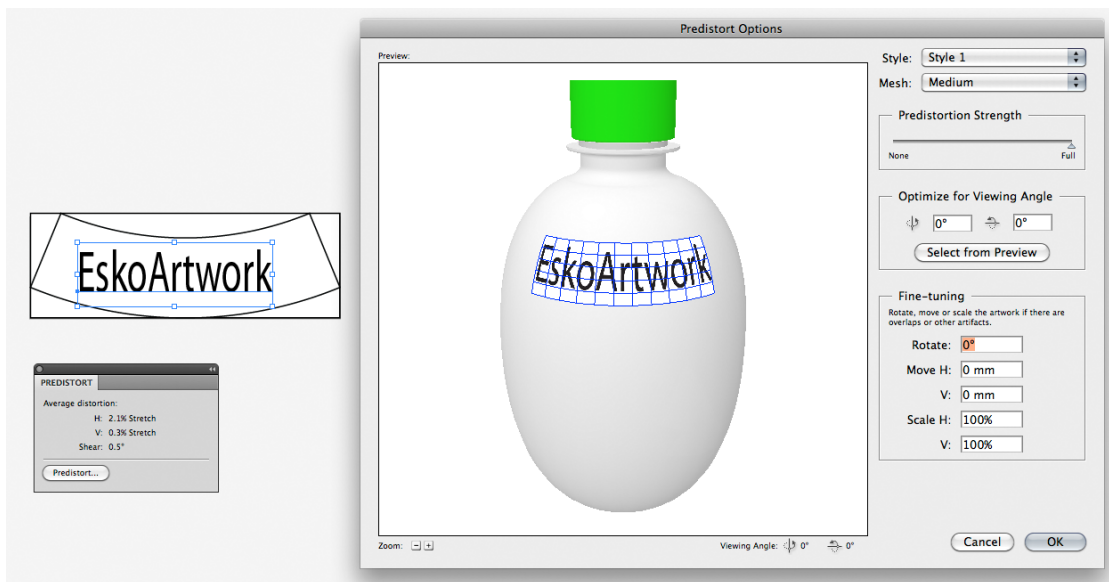 Predistort Options
Preview:
EskoArtwork
Zoom: - +
Viewing Angle: 0° 0°
Style: Style 1
Mesh: Medium
Predistortion Strength
None Full
Optimize for Viewing Angle
0° 0°
Select from Preview
Fine-tuning
Rotate, move or scale the artwork if there are
overlaps or other artifacts.
Rotate: 0°
Move H: 0 mm
V: 0 mm
Scale H: 100%
V: 100%
Cancel OK
EskoArtwork
PREDISTORT
Average distortion:
H: 2.1% Stretch
V: 0.3% Stretch
Shear: 0.5°
Predistort...